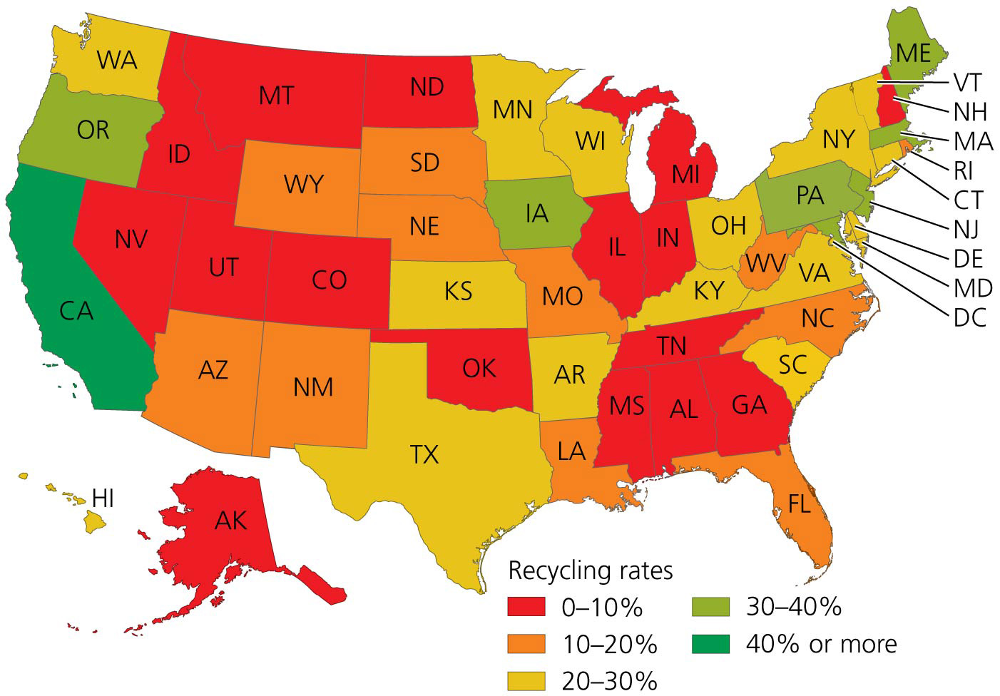 WA
MT
ND
MN
ME
VT
OR
ID
WY
SD
WI
MI
NY
NH
MA
RI
CT
NJ
DE
MD
DC
NV
UT
CO
NE
IA
IL
IN
OH
PA
WV
VA
KY
KS
MO
CA
AZ
NM
OK
AR
TN
NC
SC
MS
AL
GA
TX
LA
FL
HI
AK
Recycling rates
0–10%
10–20%
20–30%
30–40%
40% or more